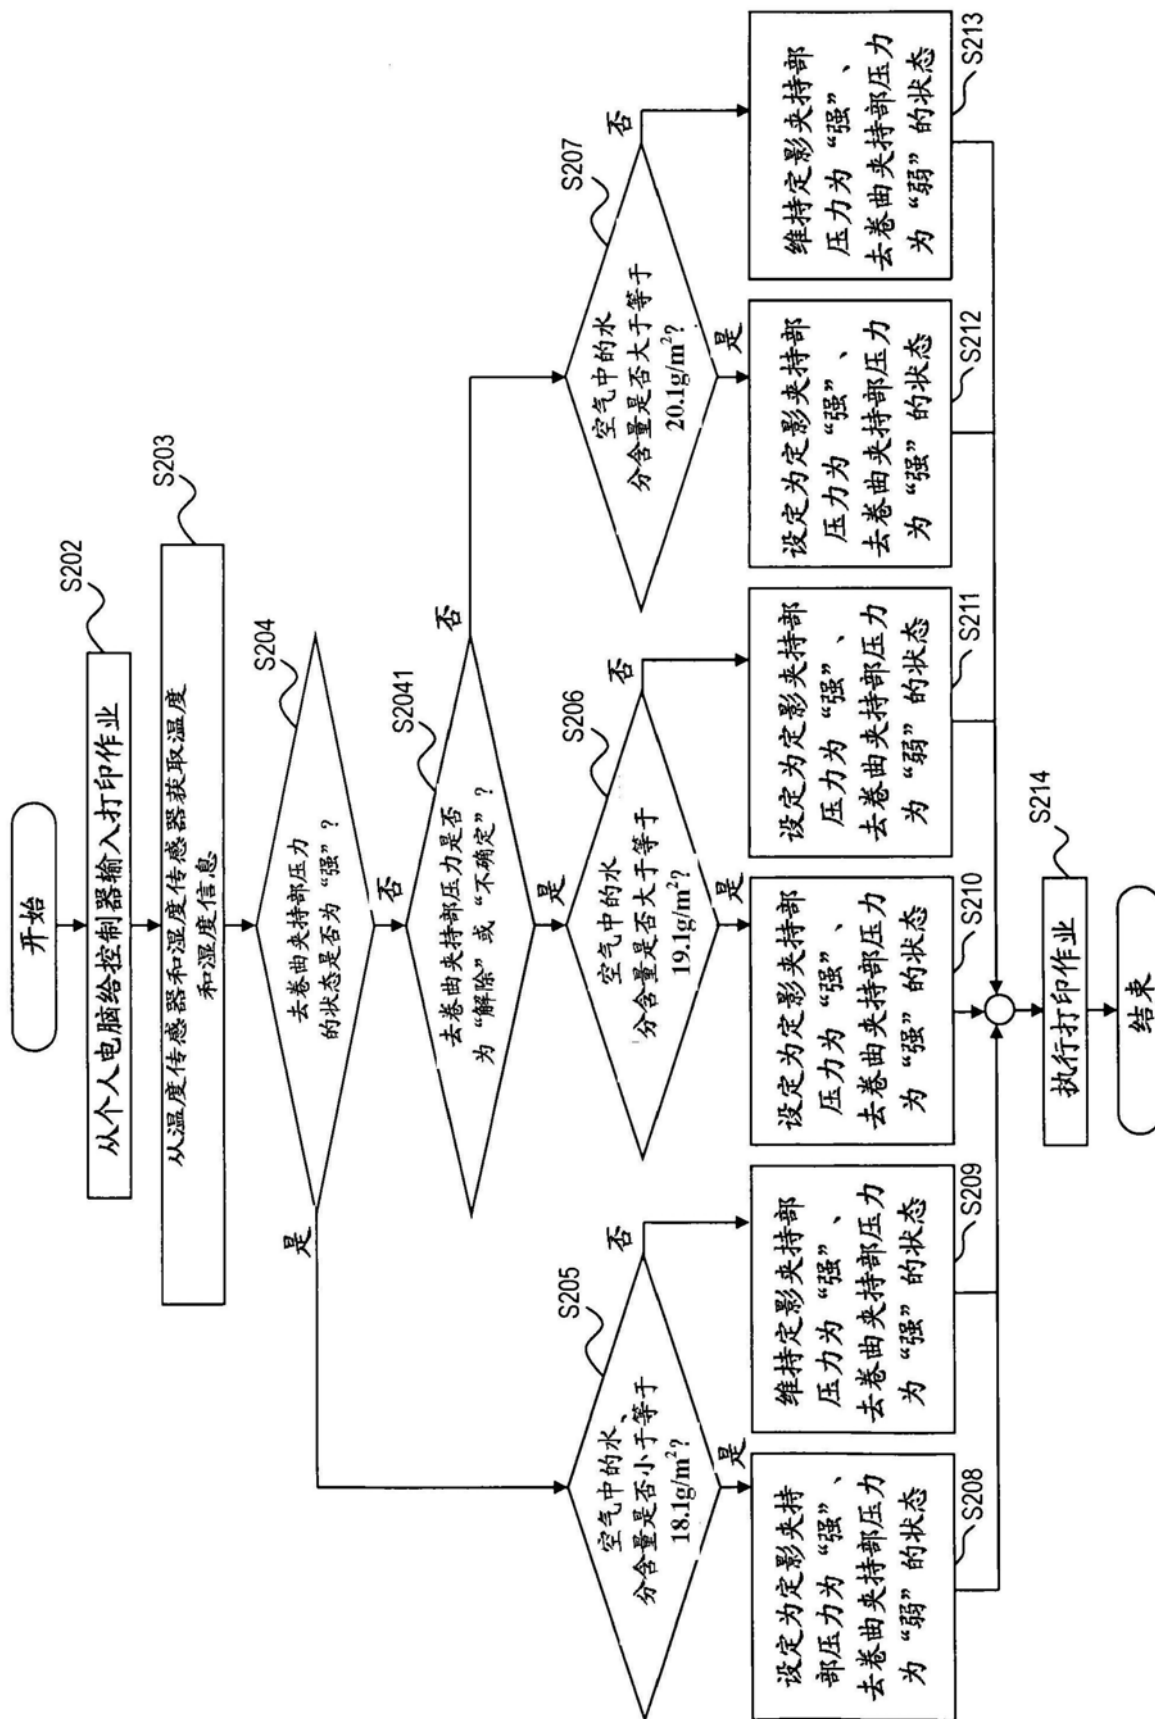 开始
S202
从个人电脑给控制器输入打印作业
S203
从温度传感器和湿度传感器获取温度
和湿度信息
S204
去卷曲夹持部压力
的状态是否为“强”?
是
否
S2041
去卷曲夹持部压力是否
为“解除”或“不确定”?
是
否
S205
空气中的水
分含量是否小于等于
18.1g/m²?
是
否
S206
空气中的水
分含量是否大于等于
19.1g/m²?
是
否
S207
空气中的水
分含量是否大于等于
20.1g/m²?
是
否
设定为定影夹持
部压力为“强”、
去卷曲夹持部压力
为“弱”的状态
S208
维持定影夹持部
压力为“强”、
去卷曲夹持部压力
为“强”的状态
S209
设定为定影夹持部
压力为“强”、
去卷曲夹持部压力
为“强”的状态
S210
设定为定影夹持部
压力为“强”、
去卷曲夹持部压力
为“弱”的状态
S211
设定为定影夹持部
压力为“强”、
去卷曲夹持部压力
为“强”的状态
S212
维持定影夹持部
压力为“强”、
去卷曲夹持部压力
为“弱”的状态
S213
S214
执行打印作业
结束